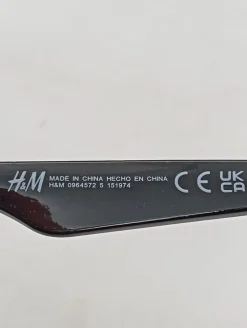 H&M
MADE IN CHINA HECHO EN CHINA
H&M 0964572 5 151974
CE
UK
CA